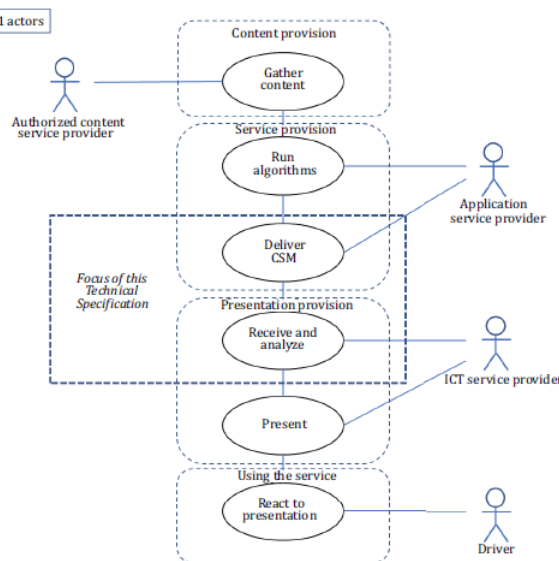 1 actors
Content provision
Gather
content
Authorized content
service provider
Service provision
Run
algorithms
Application
service provider
Deliver
CSM
Focus of this
Technical
Specification
Presentation provision
Receive and
analyze
ICT service provider
Present
Using the service
React to
presentation
Driver